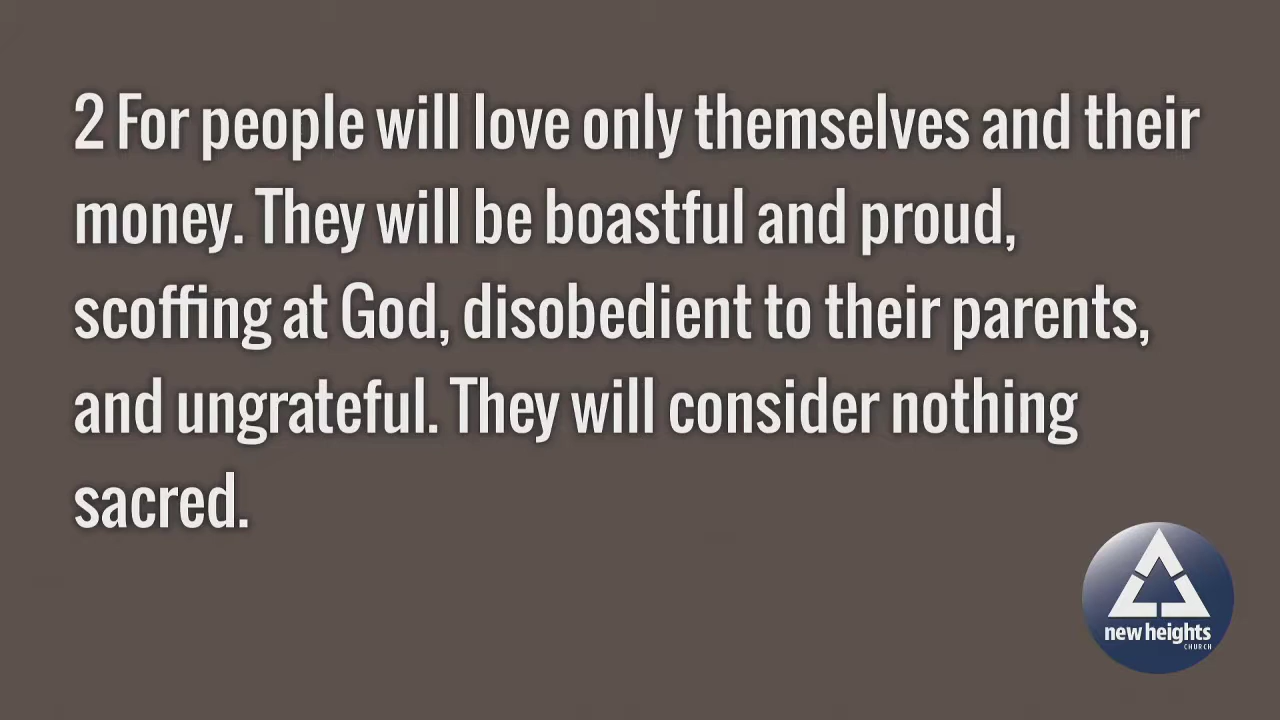 2 For people will love only themselves and their
money. They will be boastful and proud,
scoffing at God, disobedient to their parents,
and ungrateful. They will consider nothing
sacred.
new heights
CHURCH